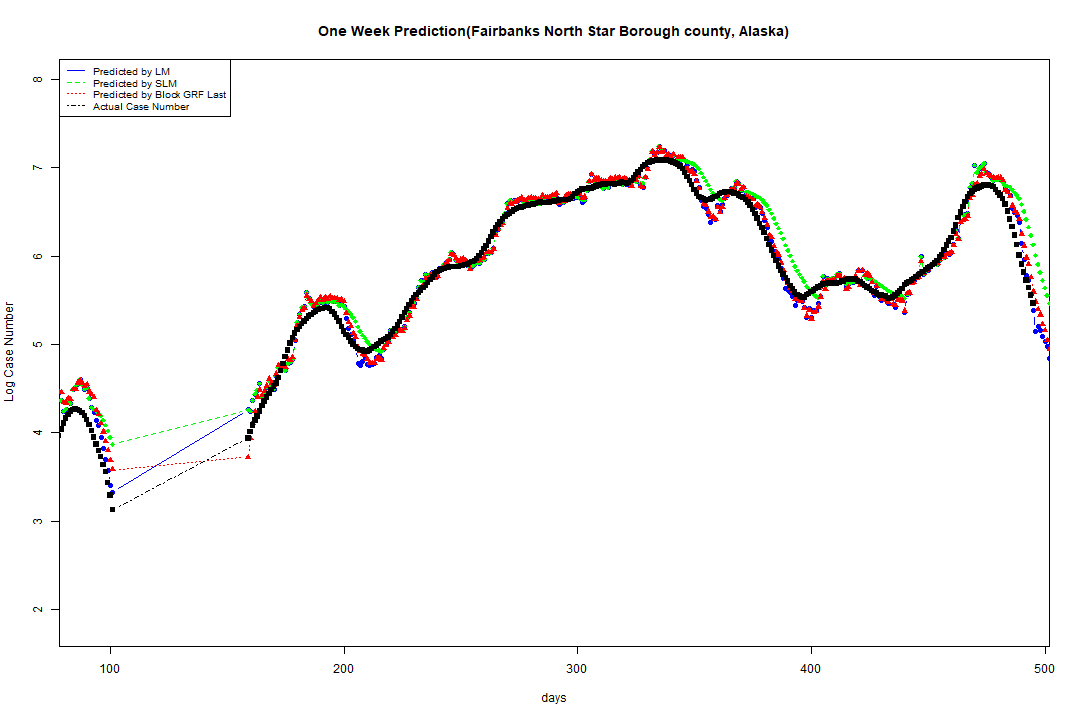 One Week Prediction(Fairbanks North Star Borough county, Alaska)
Predicted by LM
Predicted by SLM
Predicted by Block GRF Last
Actual Case Number
8
7
6
5
4
3
2
Log Case Number
100 200 300 400 500
days